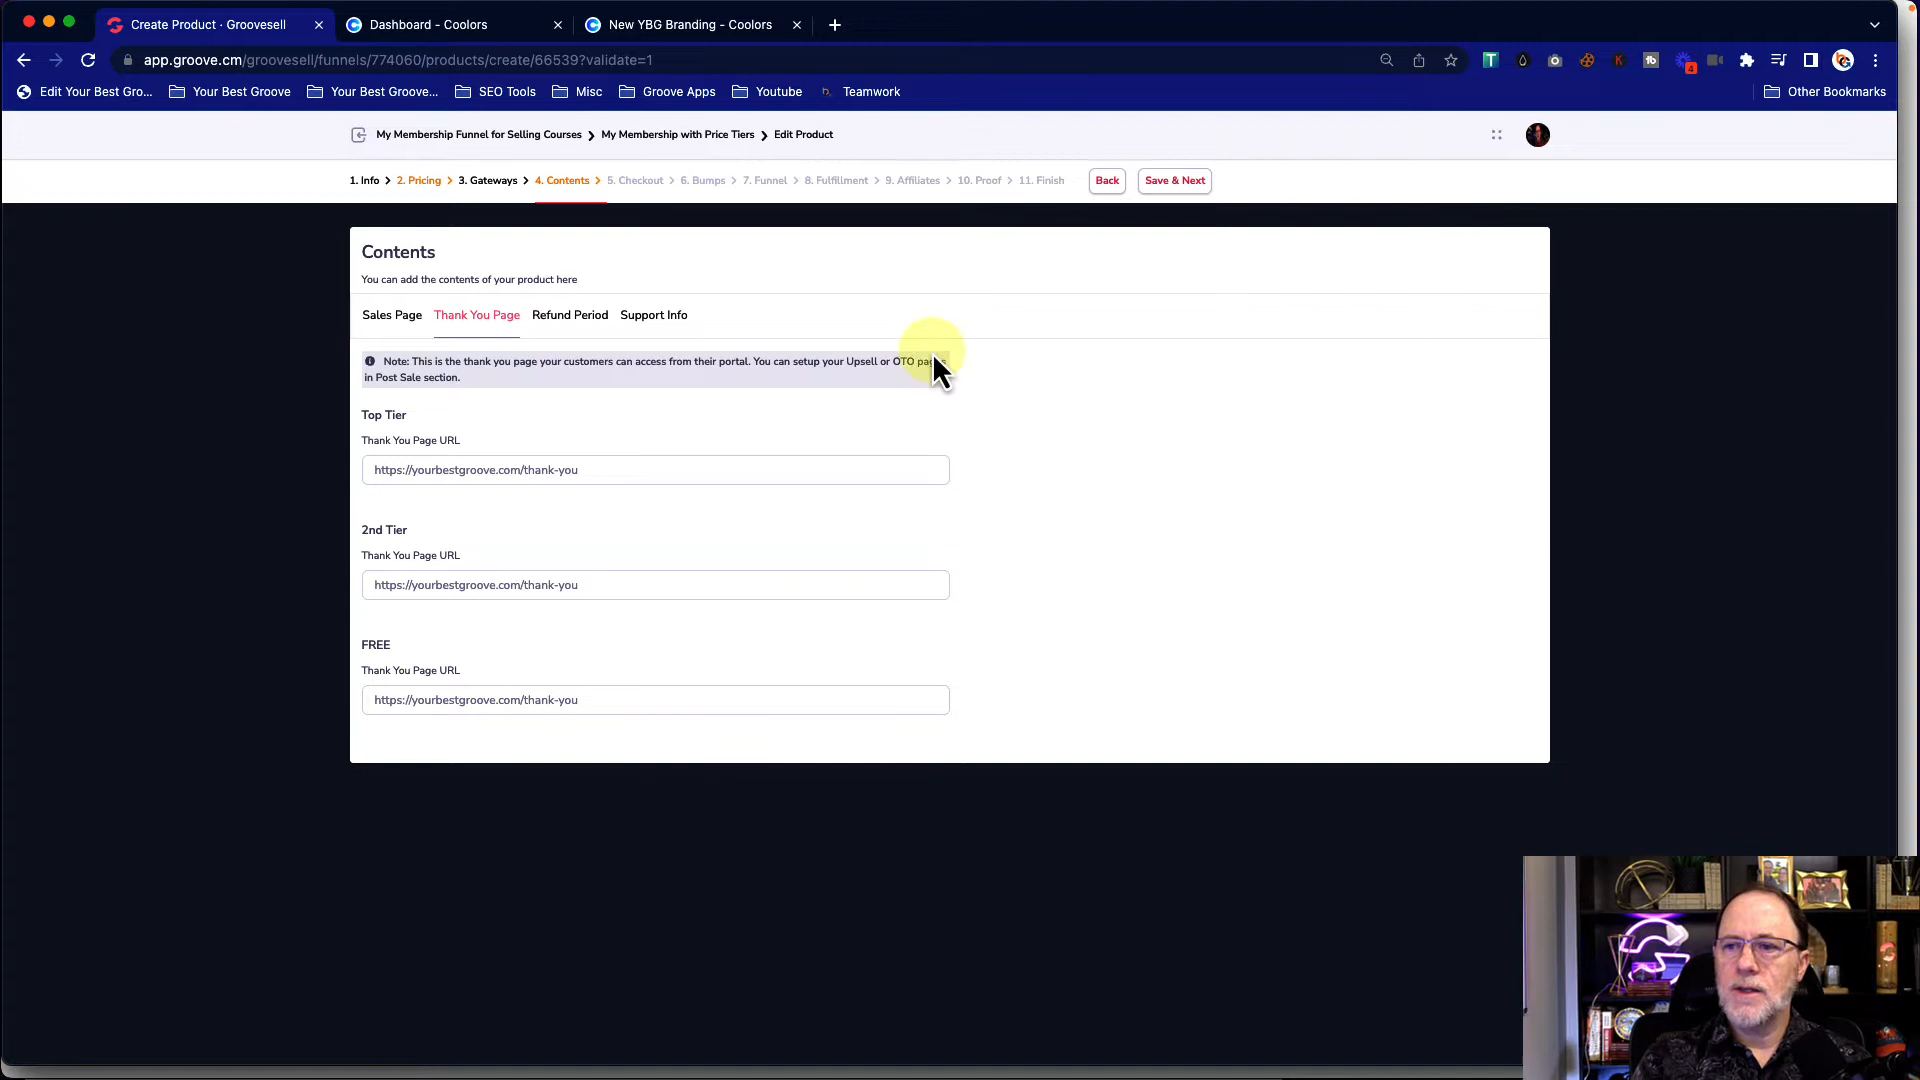 Create Product · Groovesell
Dashboard - Coolors
New YBG Branding - Coolors
app.groove.cm/groovesell/funnels/774060/products/create/66539?validate=1
Edit Your Best Gro...
Your Best Groove
Your Best Groove...
SEO Tools
Misc
Groove Apps
Youtube
Teamwork
Other Bookmarks
My Membership Funnel for Selling Courses
My Membership with Price Tiers
Edit Product
1. Info
2. Pricing
3. Gateways
4. Contents
5. Checkout
6. Bumps
7. Funnel
8. Fulfillment
9. Affiliates
10. Proof
11. Finish
Back
Save & Next
Contents
You can add the contents of your product here
Sales Page
Thank You Page
Refund Period
Support Info
Note: This is the thank you page your customers can access from their portal. You can setup your Upsell or OTO pages
in Post Sale section.
Top Tier
Thank You Page URL
https://yourbestgroove.com/thank-you
2nd Tier
Thank You Page URL
https://yourbestgroove.com/thank-you
FREE
Thank You Page URL
https://yourbestgroove.com/thank-you